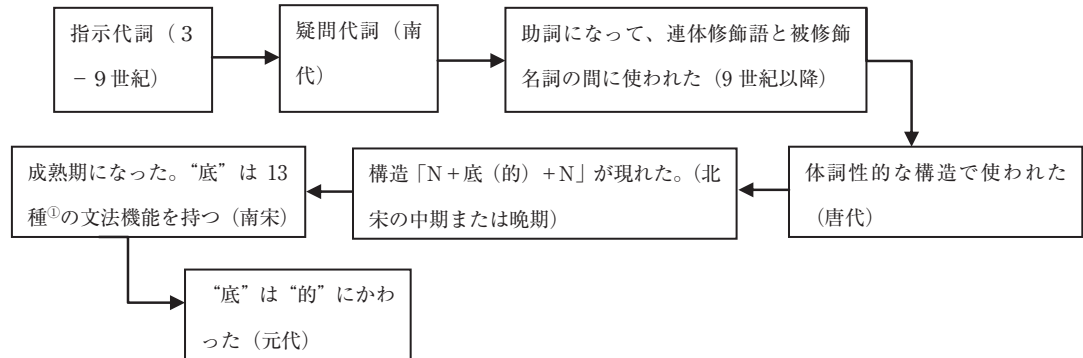 指示代詞（3
－9世紀）
疑問代詞（南
代）
助詞になって、連体修飾語と被修飾
名詞の間に使われた（9世紀以降）
体詞性的な構造で使われた
（唐代）
構造「N＋底（的）＋N」が現れた。（北
宋の中期または晩期）
成熟期になった。“底”は 13
種①の文法機能を持つ（南宋）
“底”は“的”にかわ
った（元代）